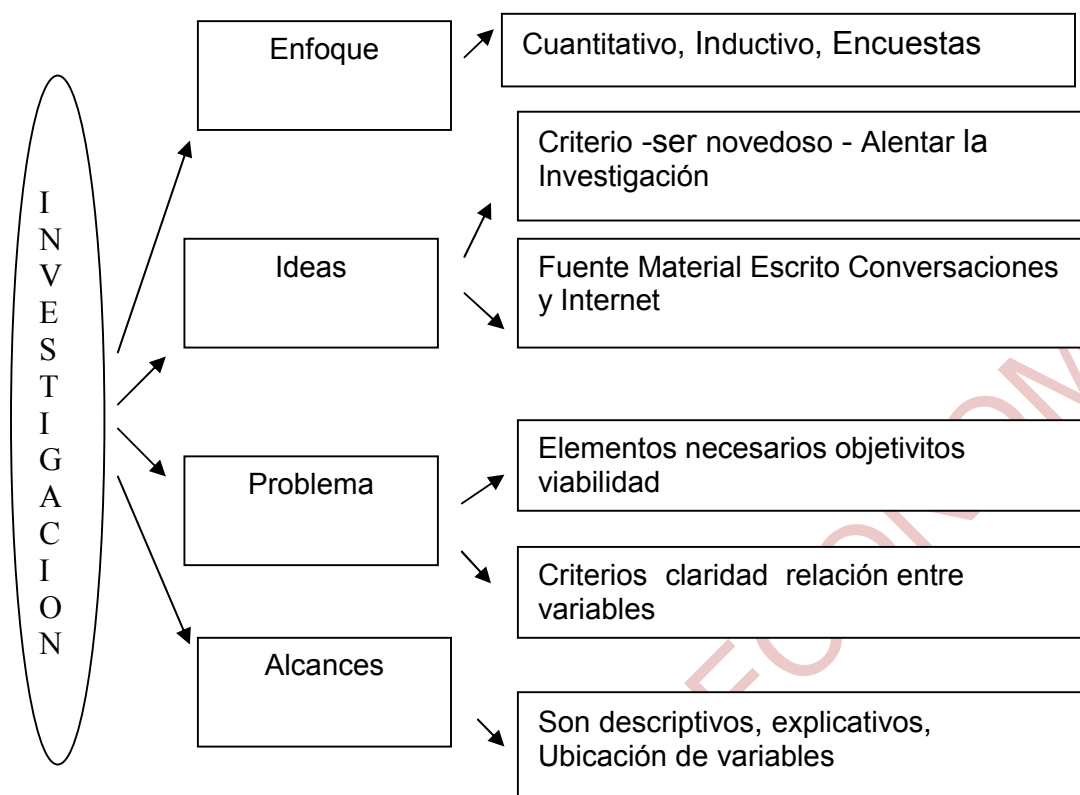 INVESTIGACION
Enfoque
Cuantitativo, Inductivo, Encuestas
Ideas
Criterio -ser novedoso - Alentar la
Investigación
Fuente Material Escrito Conversaciones
y Internet
Problema
Elementos necesarios objetivitos
viabilidad
Criterios claridad relación entre
variables
Alcances
Son descriptivos, explicativos,
Ubicación de variables